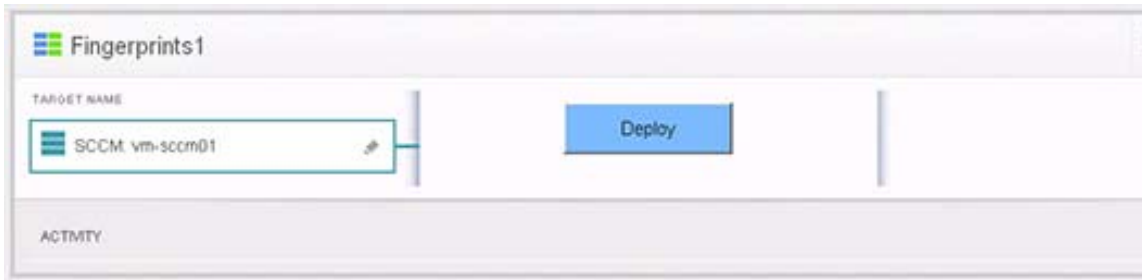 Fingerprints1
TARGET NAME
SCCM. vm-sccm01
Deploy
ACTIVITY